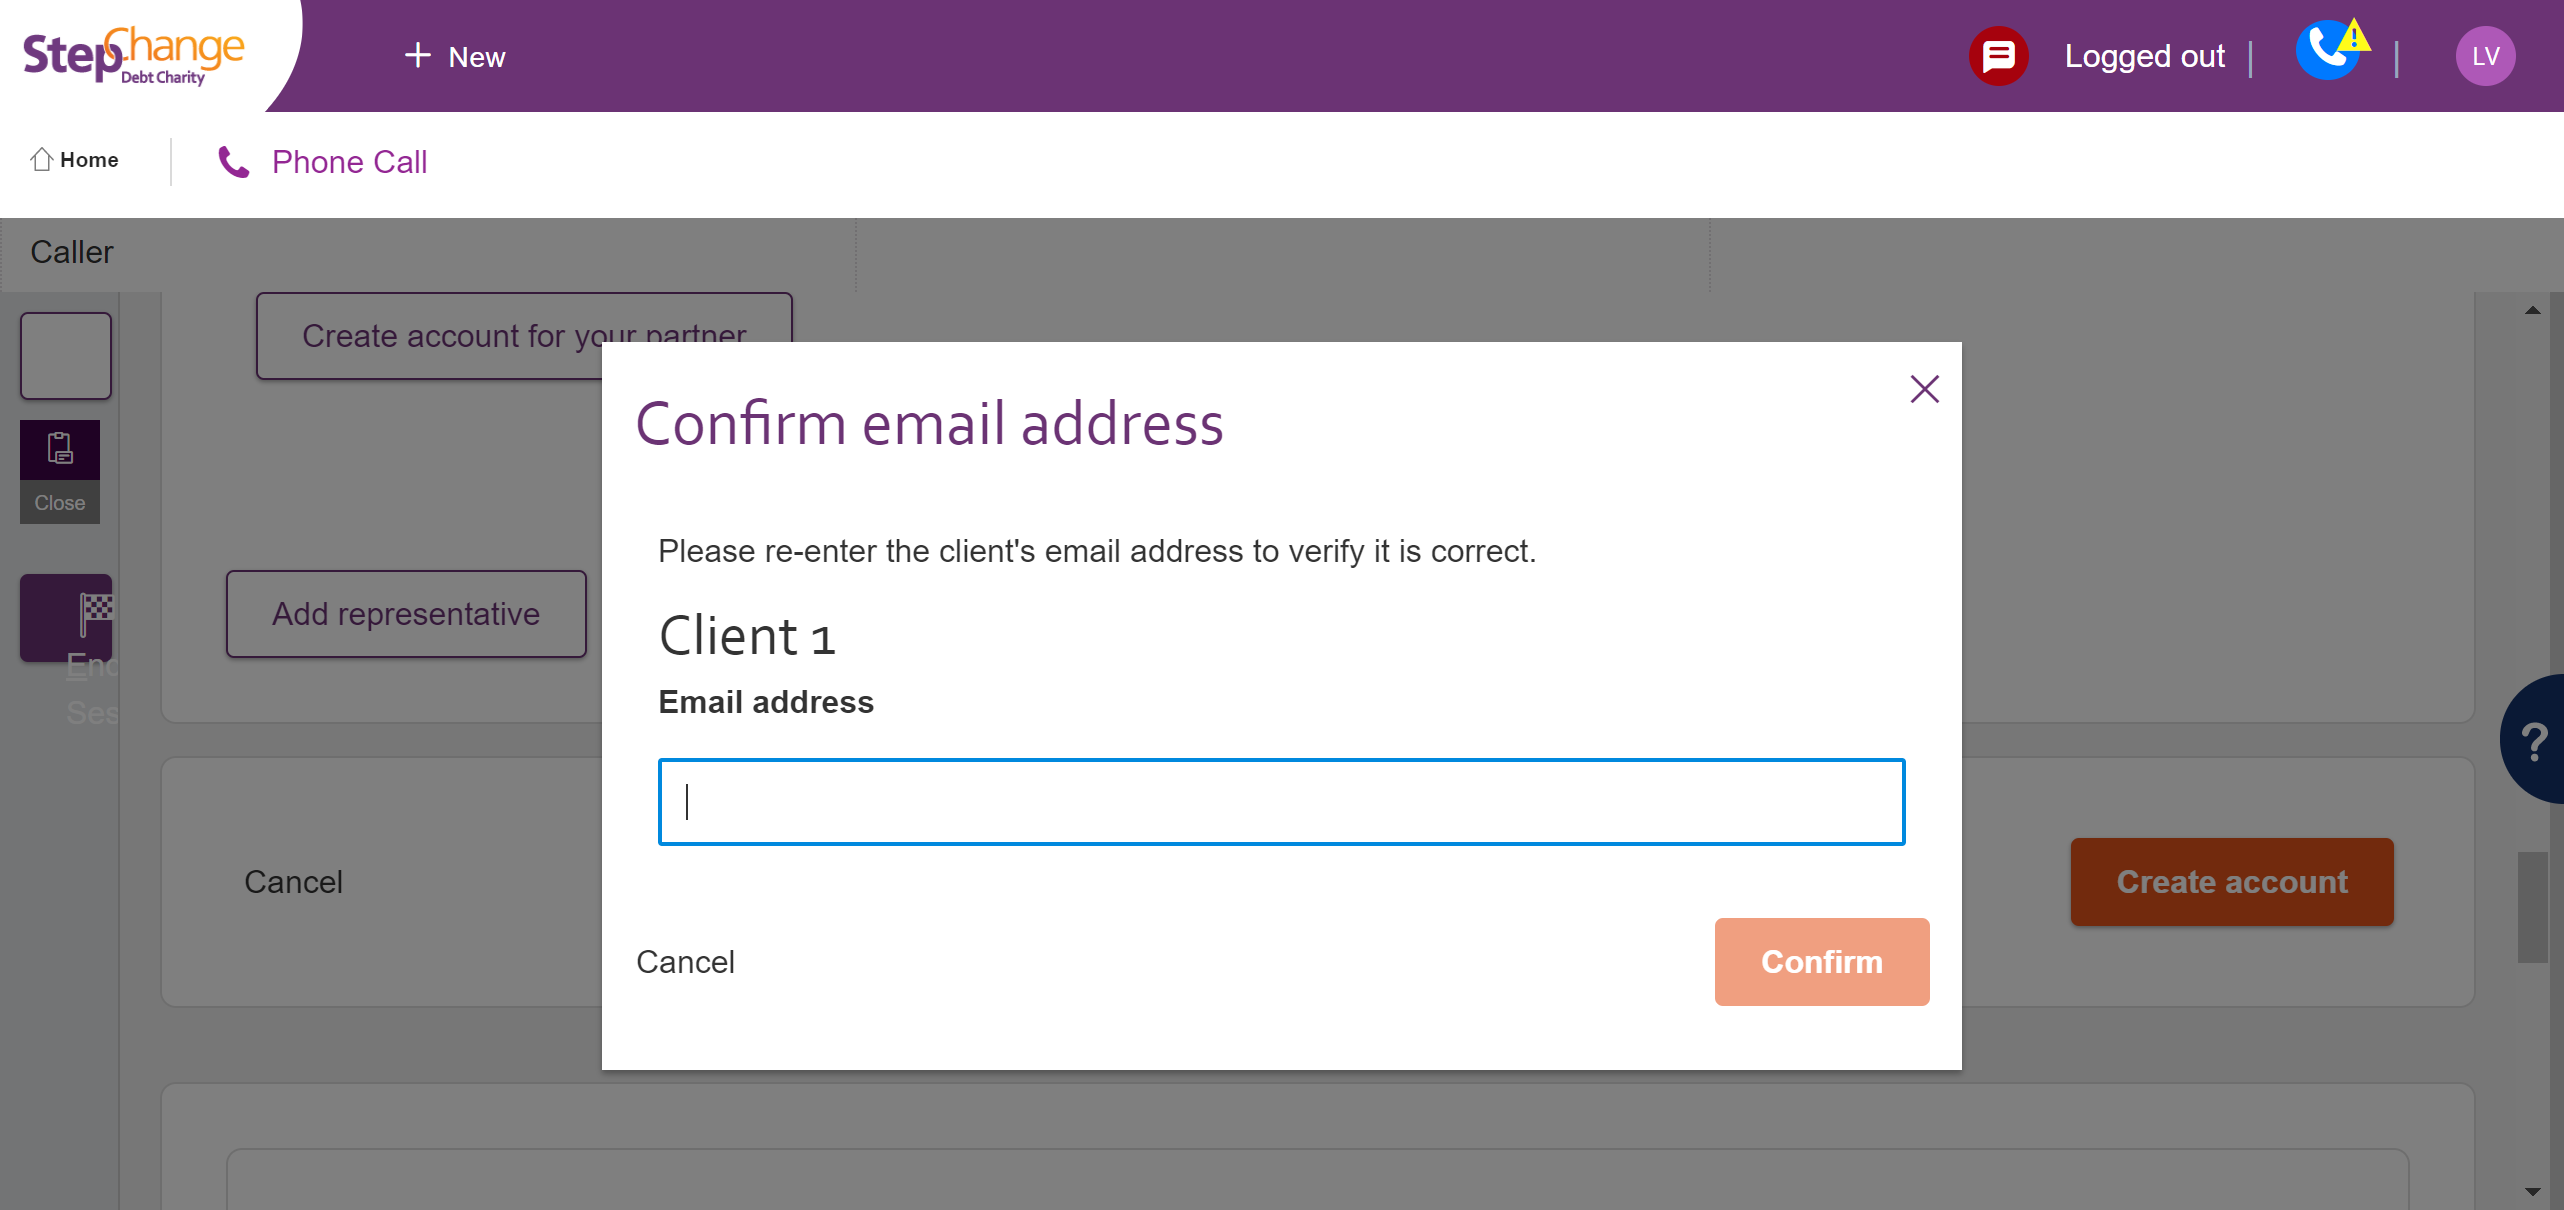 StepChange
Debt Charity
New
Logged out
LV
Home
Phone Call
Caller
Create account for your partner
Close
Add representative
End
Ses
Confirm email address
Please re-enter the client's email address to verify it is correct.
Client 1
Email address
Cancel
Confirm
Cancel
Create account
?